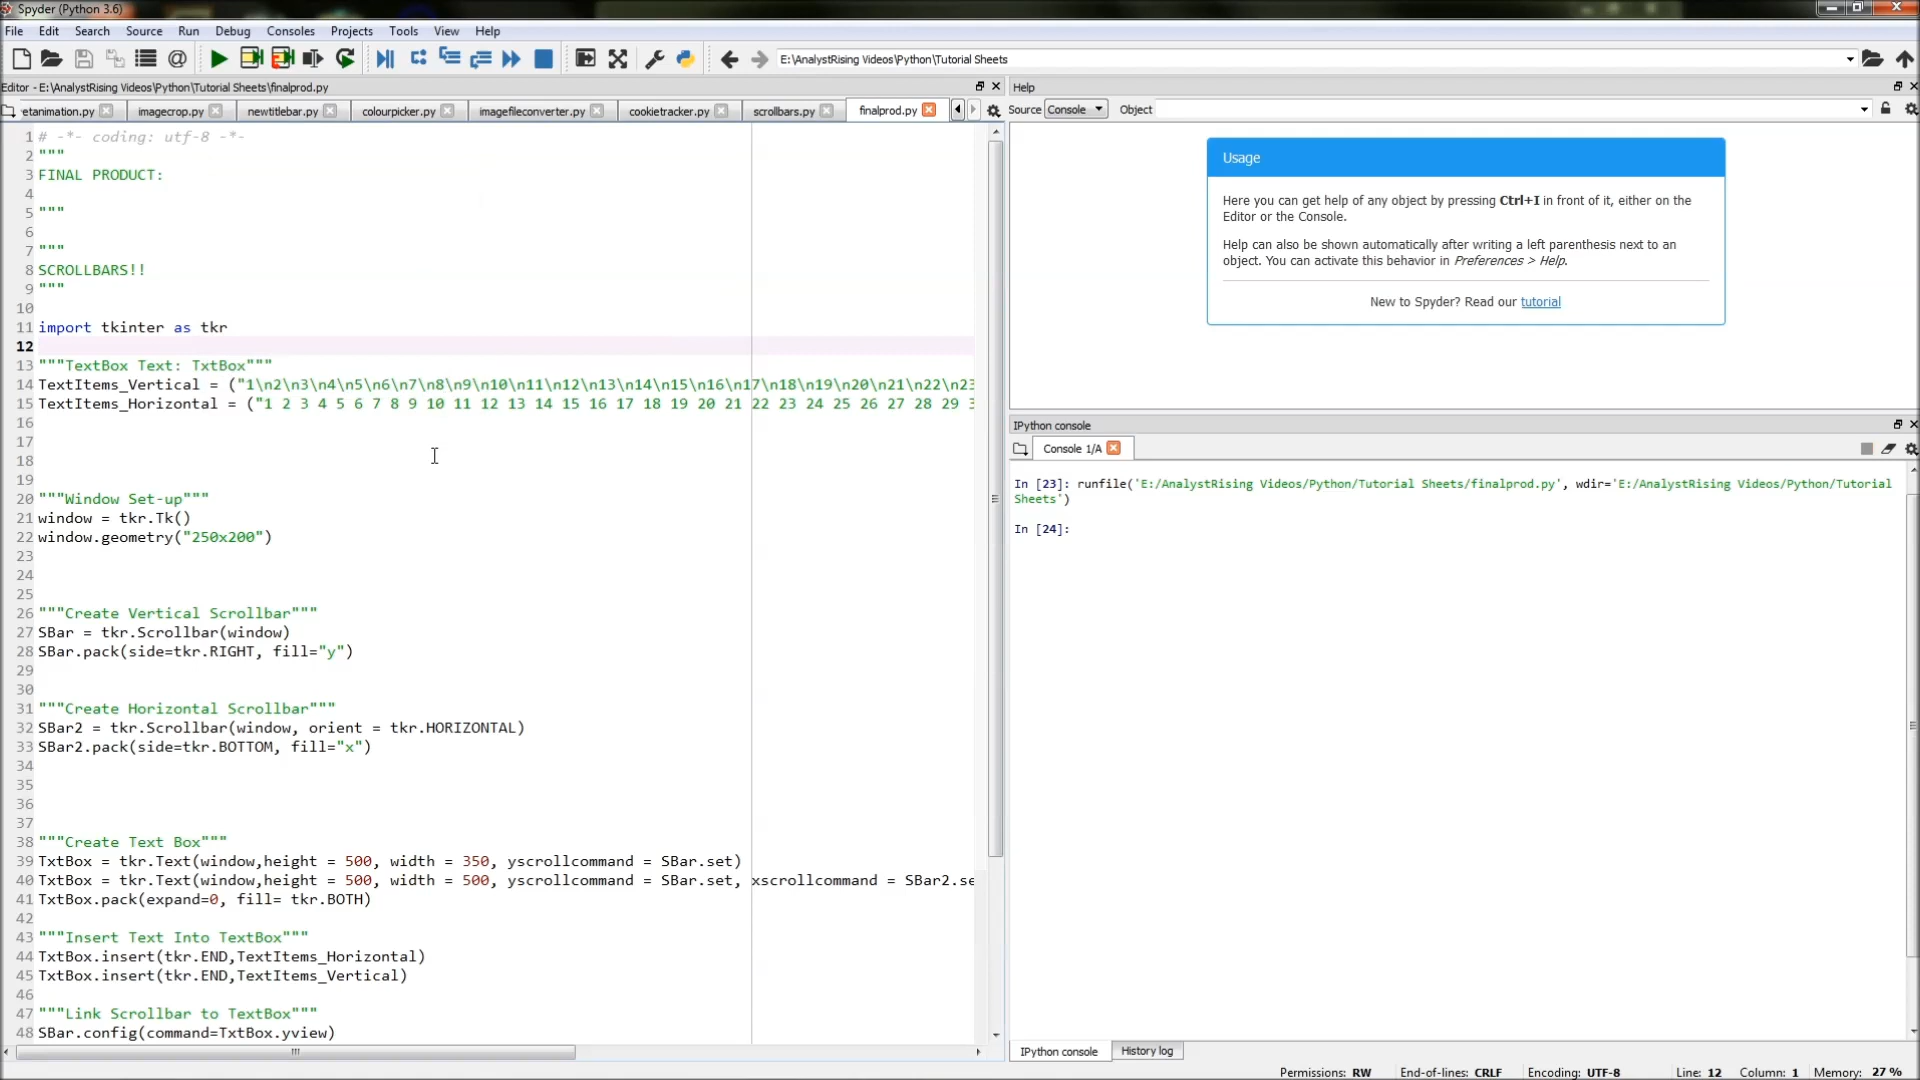 Spyder (Python 3.6)
File Edit Search Source Run Debug Consoles Projects Tools View Help
E:\AnalystRising Videos\Python\Tutorial Sheets
Editor - E:\AnalystRising Videos\Python\Tutorial Sheets\finalprod.py
etanimation.py imagecrop.py newtitlebar.py colourpicker.py imagefileconverter.py cookietracker.py scrollbars.py finalprod.py
1 # -*- coding: utf-8 -*-
2 """
3 FINAL PRODUCT:
4
5 """
6
7 """
8 SCROLLBARS!!
9 """
10
11 import tkinter as tkr
12
13 """TextBox Text: TxtBox"""
14 TextItems_Vertical = ("1\n2\n3\n4\n5\n6\n7\n8\n9\n10\n11\n12\n13\n14\n15\n16\n17\n18\n19\n20\n21\n22\n23
15 TextItems_Horizontal = ("1 2 3 4 5 6 7 8 9 10 11 12 13 14 15 16 17 18 19 20 21 22 23 24 25 26 27 28 29 3
16
17
18
19
20 """Window Set-up"""
21 window = tkr.Tk()
22 window.geometry("250x200")
23
24
25
26 """Create Vertical Scrollbar"""
27 SBar = tkr.Scrollbar(window)
28 SBar.pack(side=tkr.RIGHT, fill="y")
29
30
31 """Create Horizontal Scrollbar"""
32 SBar2 = tkr.Scrollbar(window, orient = tkr.HORIZONTAL)
33 SBar2.pack(side=tkr.BOTTOM, fill="x")
34
35
36
37
38 """Create Text Box"""
39 TxtBox = tkr.Text(window,height = 500, width = 350, yscrollcommand = SBar.set)
40 TxtBox = tkr.Text(window,height = 500, width = 500, yscrollcommand = SBar.set, xscrollcommand = SBar2.se
41 TxtBox.pack(expand=0, fill= tkr.BOTH)
42
43 """Insert Text Into TextBox"""
44 TxtBox.insert(tkr.END,TextItems_Horizontal)
45 TxtBox.insert(tkr.END,TextItems_Vertical)
46
47 """Link Scrollbar to TextBox"""
48 SBar.config(command=TxtBox.yview)
Help
Source Console Object
Usage
Here you can get help of any object by pressing Ctrl+I in front of it, either on the
Editor or the Console.
Help can also be shown automatically after writing a left parenthesis next to an
object. You can activate this behavior in Preferences > Help.
New to Spyder? Read our tutorial
IPython console
Console 1/A
In [23]: runfile('E:/AnalystRising Videos/Python/Tutorial Sheets/finalprod.py', wdir='E:/AnalystRising Videos/Python/Tutorial
Sheets')
In [24]:
IPython console History log
Permissions: RW End-of-lines: CRLF Encoding: UTF-8 Line: 12 Column: 1 Memory: 27 %